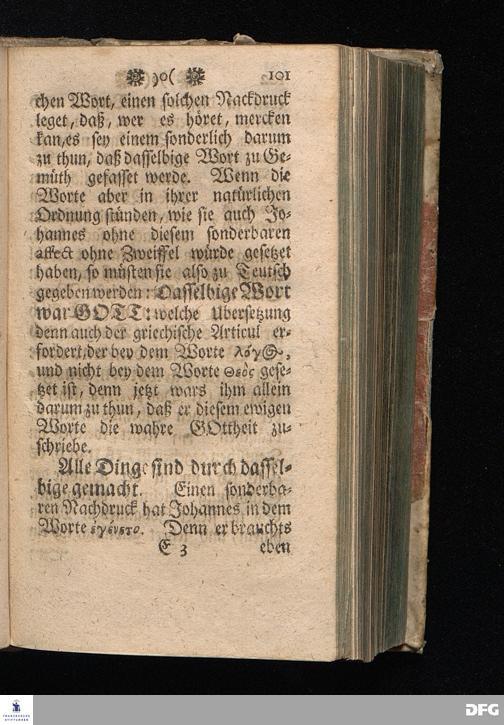 )o( 101
chen Wort, einen solchen Nackdruck
leget, daß, wer es höret, mercken
kan, es sey einem sonderlich darum
zu thun, daß dasselbige Wort zu Ge-
müth gefasset werde. Wenn die
Worte aber in ihrer natürlichen
Ordnung stünden, wie sie auch Jo-
hannes ohne diesem sonderbaren
affect ohne Zweiffel würde gesetzet
haben, so müsten sie also zu Teutsch
gegeben werden: Dasselbige Wort
war GOTT: welche Ubersetzung
denn auch der griechische Articul er-
fordert, der bey dem Worte λόγος,
und nicht bey dem Worte Θεὸς gese-
tzet ist, denn jetzt wars ihm allein
darum zu thun, daß er diesem ewigen
Worte die wahre GOttheit zu-
schriebe.
Alle Dinge sind durch dassel-
bige gemacht. Einen sonderba-
ren Nachdruck hat Johannes in dem
Worte ἐγένετο. Denn er brauchts
E 3 eben
FRANCKESCHE
STIFTUNGEN
DFG